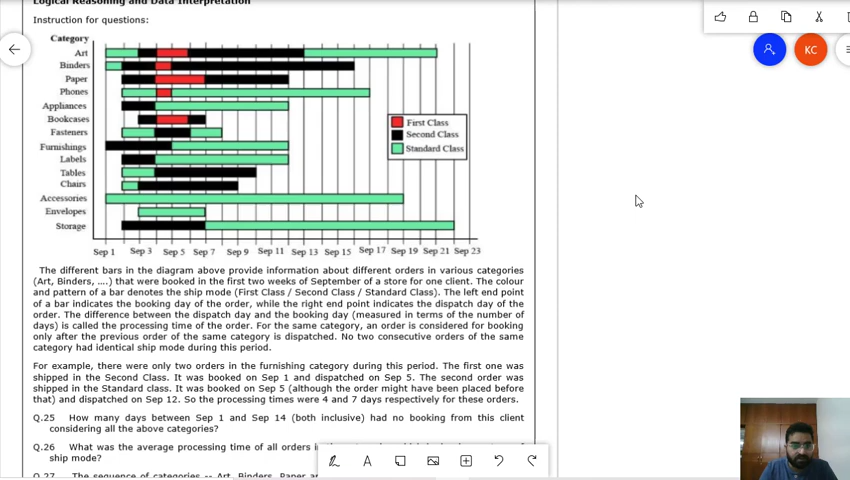 Logical Reasoning and Data Interpretation
Instruction for questions:
Category
Art
Binders
Paper
Phones
Appliances
Bookcases
Fasteners
Furnishings
Labels
Tables
Chairs
Accessories
Envelopes
Storage
First Class
Second Class
Standard Class
Sep 1 Sep 3 Sep 5 Sep 7 Sep 9 Sep 11 Sep 13 Sep 15 Sep 17 Sep 19 Sep 21 Sep 23
The different bars in the diagram above provide information about different orders in various categories
(Art, Binders, ....) that were booked in the first two weeks of September of a store for one client. The colour
and pattern of a bar denotes the ship mode (First Class / Second Class / Standard Class). The left end point
of a bar indicates the booking day of the order, while the right end point indicates the dispatch day of the
order. The difference between the dispatch day and the booking day (measured in terms of the number of
days) is called the processing time of the order. For the same category, an order is considered for booking
only after the previous order of the same category is dispatched. No two consecutive orders of the same
category had identical ship mode during this period.
For example, there were only two orders in the furnishing category during this period. The first one was
shipped in the Second Class. It was booked on Sep 1 and dispatched on Sep 5. The second order was
shipped in the Standard class. It was booked on Sep 5 (although the order might have been placed before
that) and dispatched on Sep 12. So the processing times were 4 and 7 days respectively for these orders.
Q.25 How many days between Sep 1 and Sep 14 (both inclusive) had no booking from this client
considering all the above categories?
Q.26 What was the average processing time of all orders in
ship mode?
Q.27 The sequence of categories -- Art, Binders, Paper
KC
A